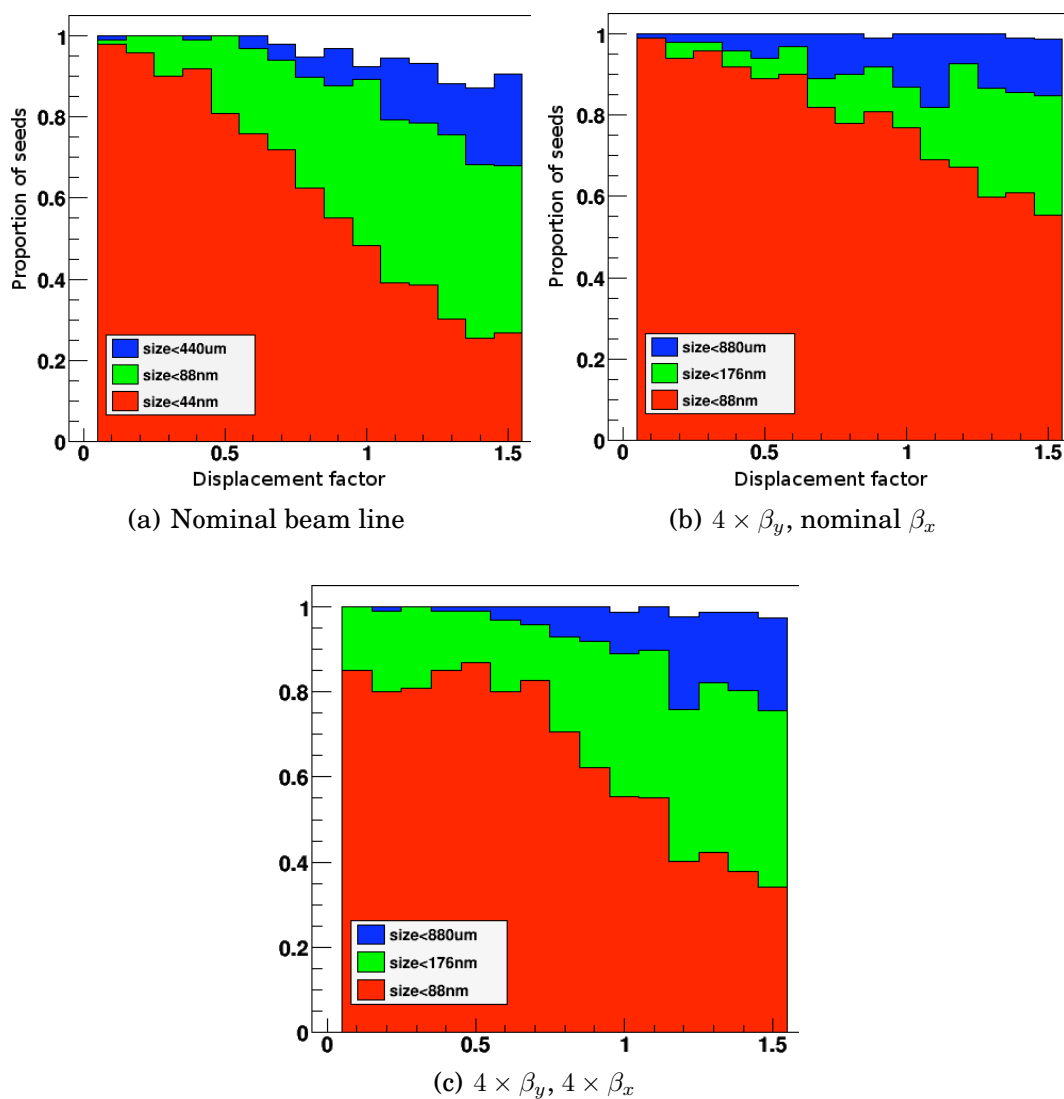 Proportion of seeds
1
0.8
0.6
0.4
0.2
0
size<440um
size<88nm
size<44nm
0 0.5 1 1.5
Displacement factor
(a) Nominal beam line
Proportion of seeds
1
0.8
0.6
0.4
0.2
0
size<880um
size<176nm
size<88nm
0 0.5 1 1.5
Displacement factor
(b) 4 × βy, nominal βx
1
0.8
0.6
0.4
0.2
0
size<880um
size<176nm
size<88nm
0 0.5 1 1.5
(c) 4 × βy, 4 × βx